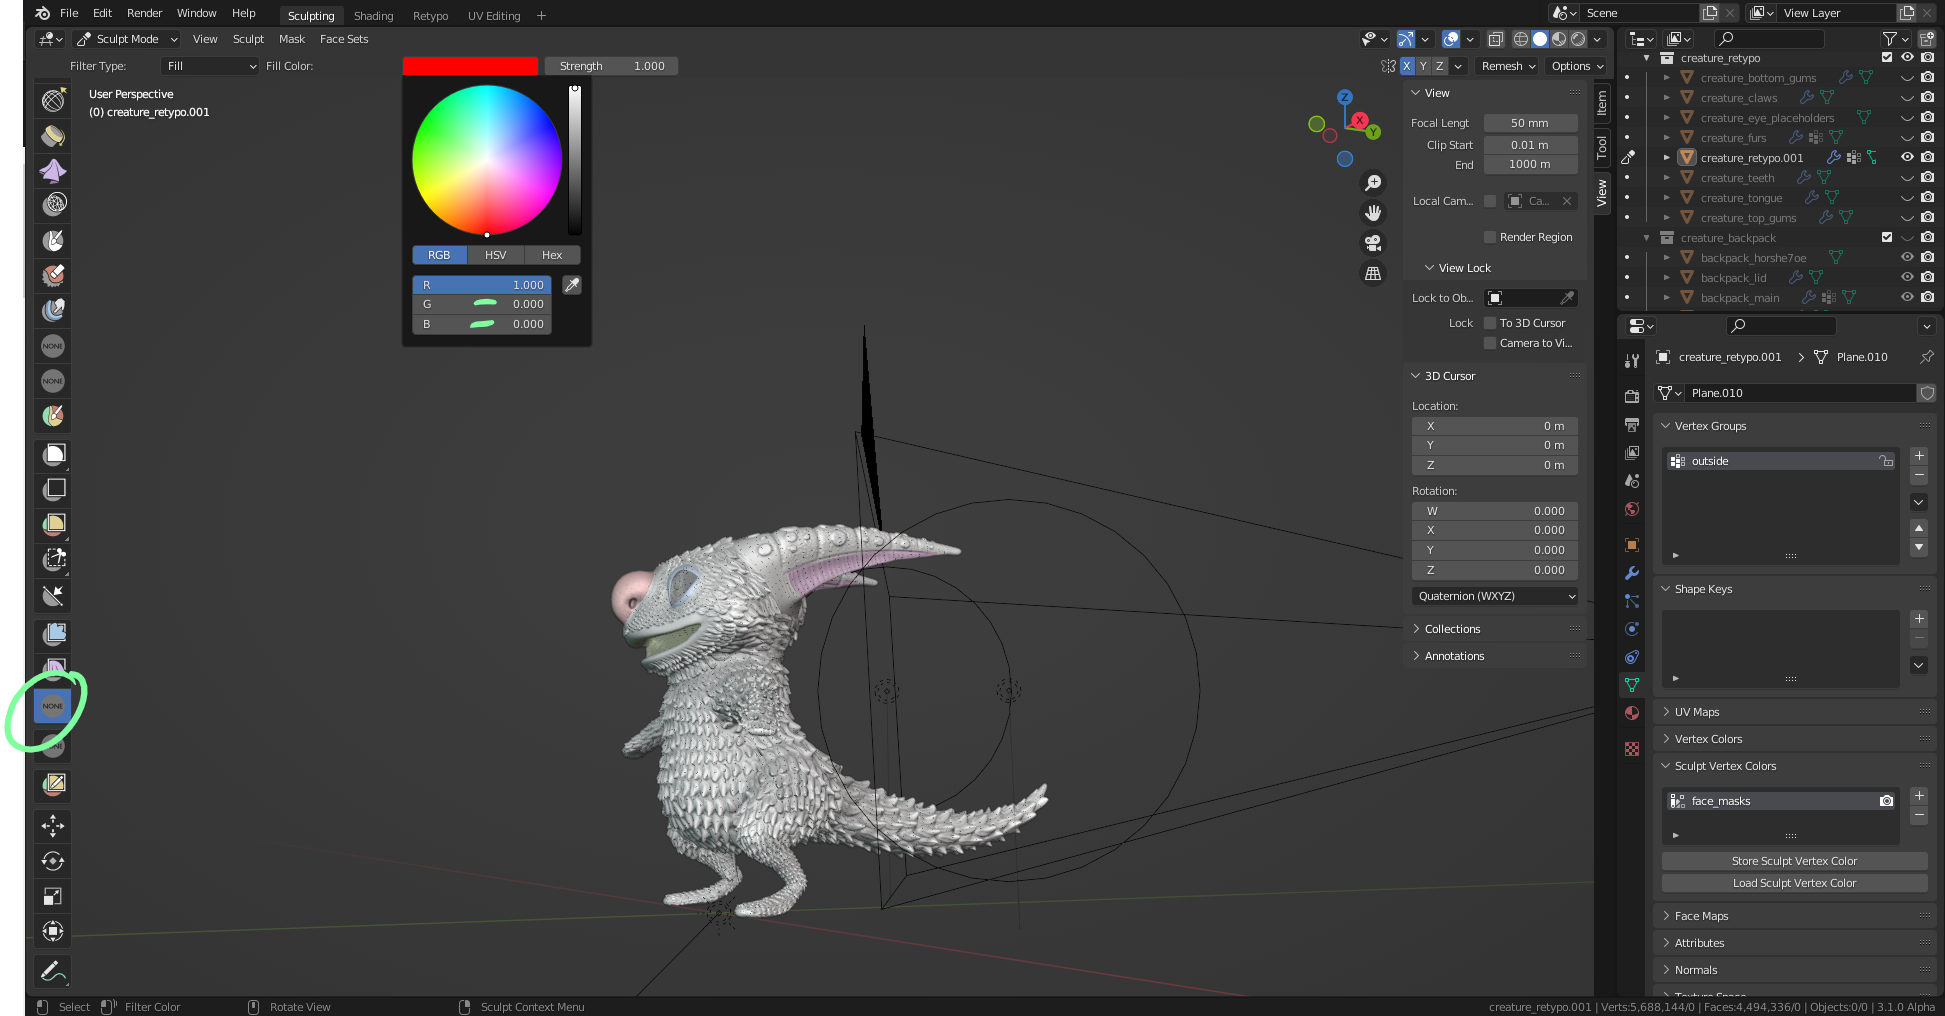 File Edit Render Window Help Sculpting Shading Retypo UV Editing + Scene View Layer
Sculpt Mode View Sculpt Mask Face Sets
Filter Type: Fill Fill Color: Strength 1.000 X Y Z Remesh Options
User Perspective
(0) creature_retypo.001
RGB HSV Hex
R 1.000
G 0.000
B 0.000
NONE
NONE
NONE
NONE
Z
X
Y
View
Focal Lengt 50 mm
Clip Start 0.01 m
End 1000 m
Local Cam... Ca...
Render Region
View Lock
Lock to Ob...
Lock To 3D Cursor
Camera to Vi...
3D Cursor
Location:
X 0 m
Y 0 m
Z 0 m
Rotation:
W 0.000
X 0.000
Y 0.000
Z 0.000
Quaternion (WXYZ)
Collections
Annotations
Item
Tool
View
creature_retypo
creature_bottom_gums
creature_claws
creature_eye_placeholders
creature_furs
creature_retypo.001
creature_teeth
creature_tongue
creature_top_gums
creature_backpack
backpack_horshe7oe
backpack_lid
backpack_main
creature_retypo.001 > Plane.010
Plane.010
Vertex Groups
outside
Shape Keys
UV Maps
Vertex Colors
Sculpt Vertex Colors
face_masks
Store Sculpt Vertex Color
Load Sculpt Vertex Color
Face Maps
Attributes
Normals
Texture Space
Select Filter Color Rotate View Sculpt Context Menu creature_retypo.001 | Verts:5,688,144/0 | Faces:4,494,336/0 | Objects:0/0 | 3.1.0 Alpha